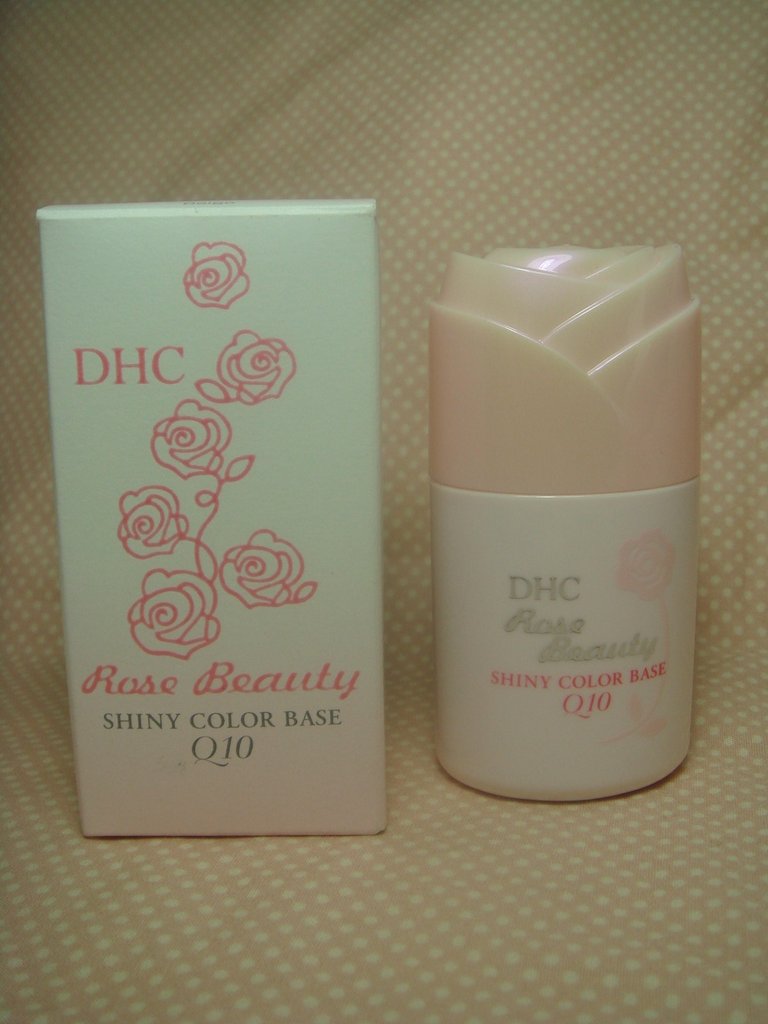 DHC
Rose Beauty
SHINY COLOR BASE
Q10
DHC
Rose
Beauty
SHINY COLOR BASE
Q10